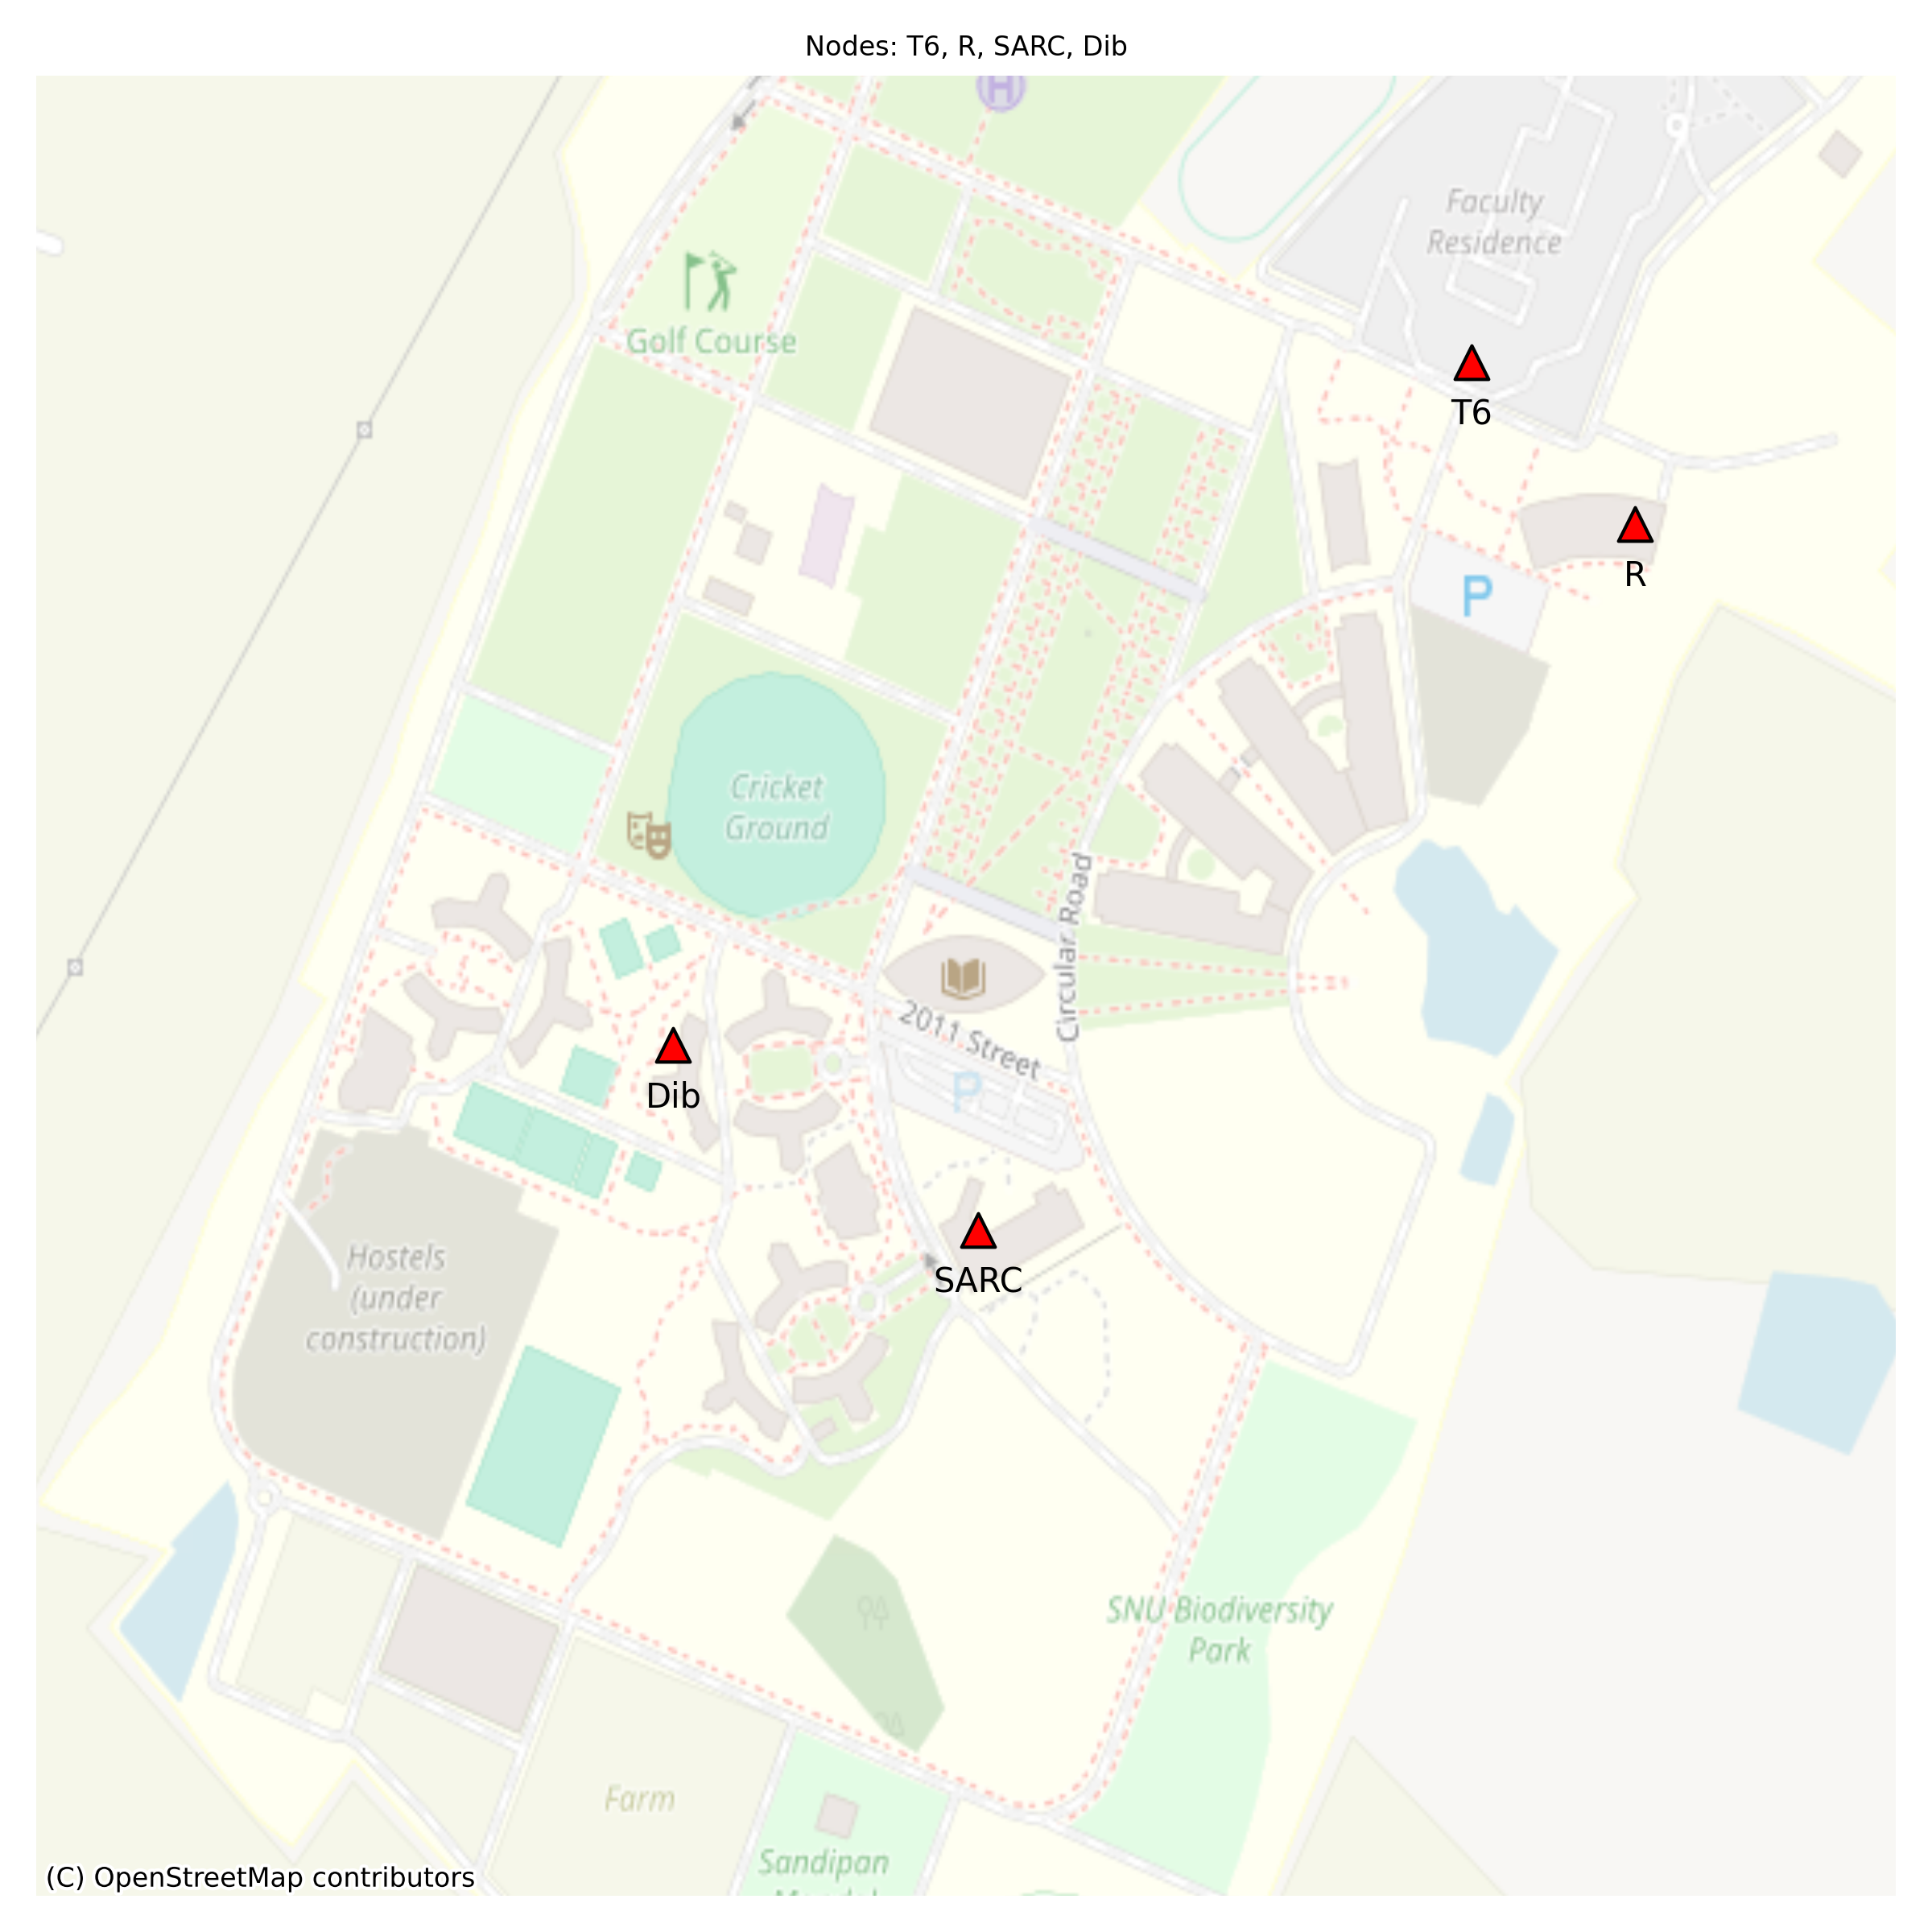 Nodes: T6, R, SARC, Dib
H
Faculty
Residence
Golf Course
T6
R
P
Cricket
Ground
Circular Road
2011 Street
P
Dib
SARC
Hostels
(under
construction)
SNU Biodiversity
Park
Farm
Sandipan
(C) OpenStreetMap contributors